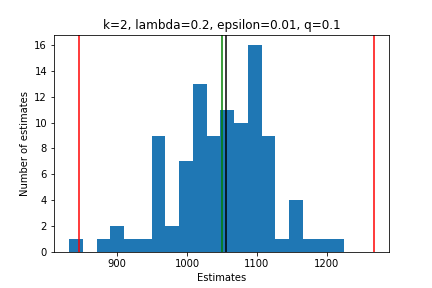 k=2, lambda=0.2, epsilon=0.01, q=0.1
Number of estimates
16
14
12
10
8
6
4
2
0
900 1000 1100 1200
Estimates